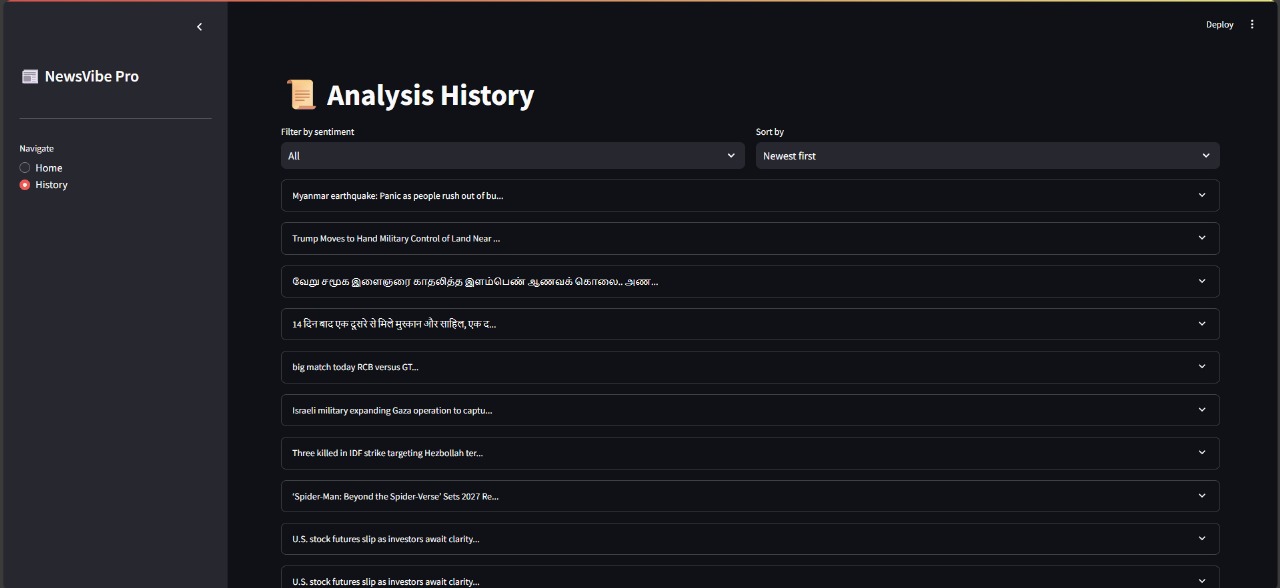 Deploy
NewsVibe Pro
Navigate
Home
History
Analysis History
Filter by sentiment
Sort by
All
Newest first
Myanmar earthquake: Panic as people rush out of bu...
Trump Moves to Hand Military Control of Land Near ...
வேறு சமூக இளைஞரை காதலித்த இளம்பெண் ஆணவக் கொலை.. அண...
14 दिन बाद एक दूसरे से मिले मुस्कान और साहिल, एक द...
big match today RCB versus GT...
Israeli military expanding Gaza operation to captu...
Three killed in IDF strike targeting Hezbollah ter...
‘Spider-Man: Beyond the Spider-Verse’ Sets 2027 Re...
U.S. stock futures slip as investors await clarity...
U.S. stock futures slip as investors await clarity...